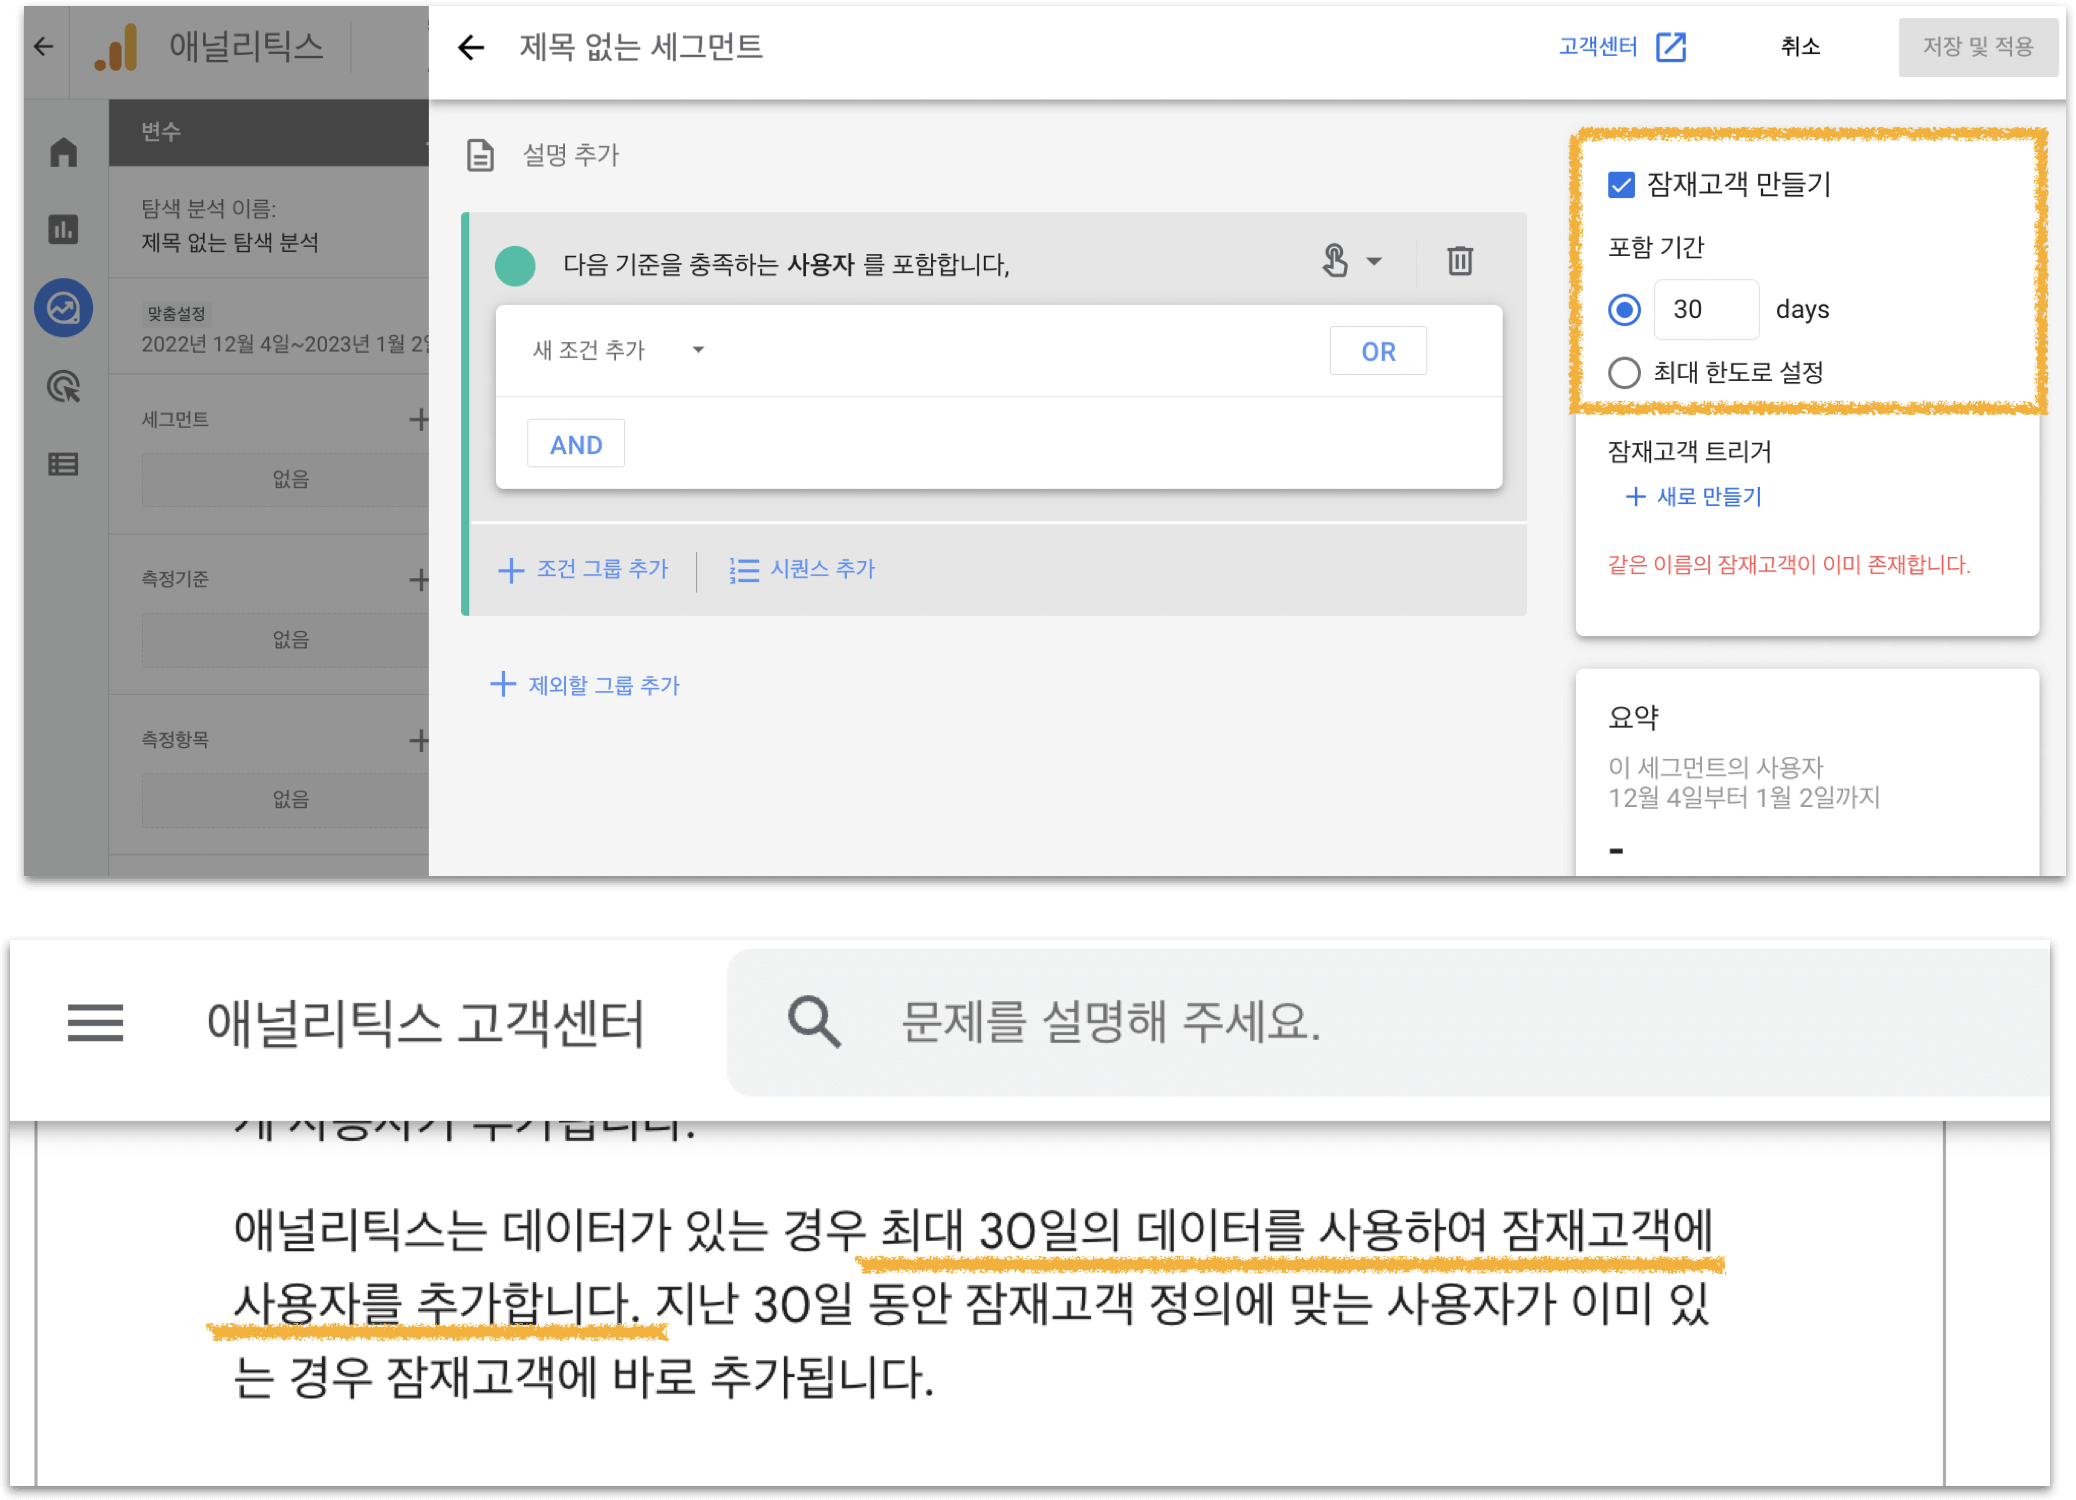 애널리틱스
제목 없는 세그먼트
고객센터
취소
저장 및 적용
변수
탐색 분석 이름:
제목 없는 탐색 분석
맞춤설정
2022년 12월 4일~2023년 1월 2일
세그먼트
없음
측정기준
없음
측정항목
없음
설명 추가
다음 기준을 충족하는 사용자 를 포함합니다,
새 조건 추가
OR
AND
조건 그룹 추가
시퀀스 추가
제외할 그룹 추가
잠재고객 만들기
포함 기간
30 days
최대 한도로 설정
잠재고객 트리거
새로 만들기
같은 이름의 잠재고객이 이미 존재합니다.
요약
이 세그먼트의 사용자
12월 4일부터 1월 2일까지
-
애널리틱스 고객센터
문제를 설명해 주세요.
게 사용자가 추가됩니다.
애널리틱스는 데이터가 있는 경우 최대 30일의 데이터를 사용하여 잠재고객에
사용자를 추가합니다. 지난 30일 동안 잠재고객 정의에 맞는 사용자가 이미 있
는 경우 잠재고객에 바로 추가됩니다.